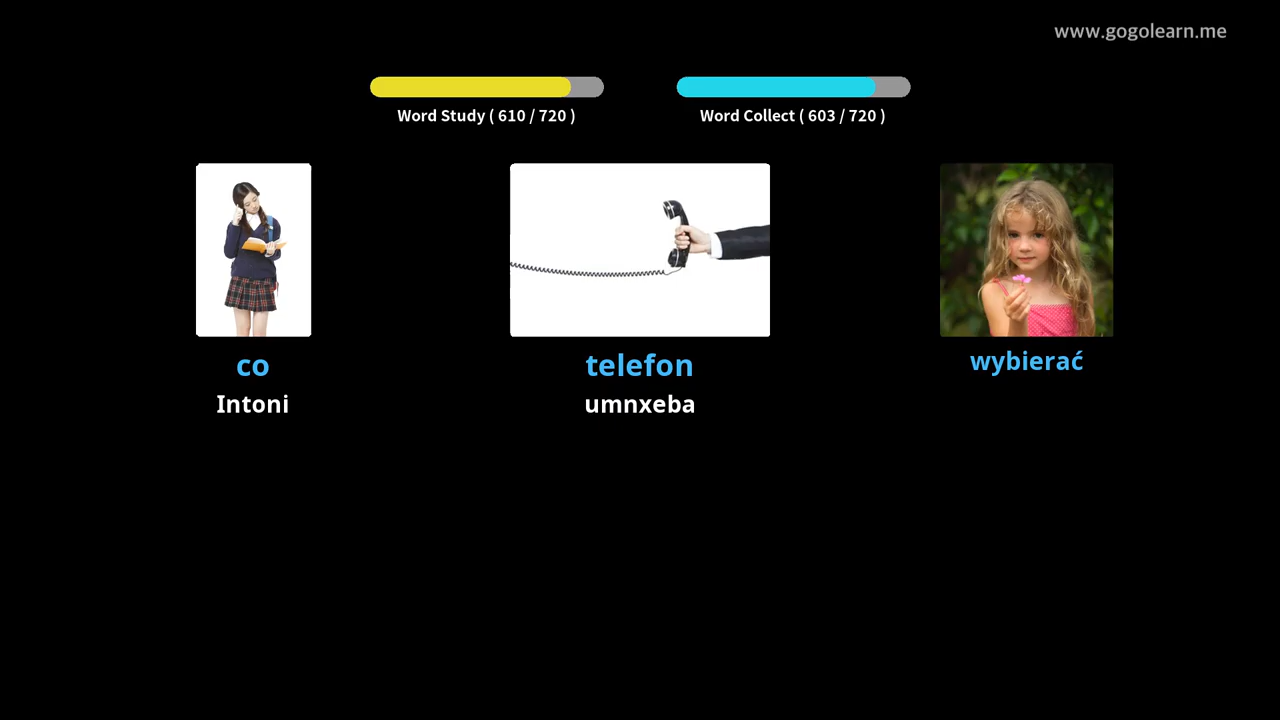 www.gogolearn.me
Word Study ( 610 / 720 )
Word Collect ( 603 / 720 )
co
Intoni
telefon
umnxeba
wybierać